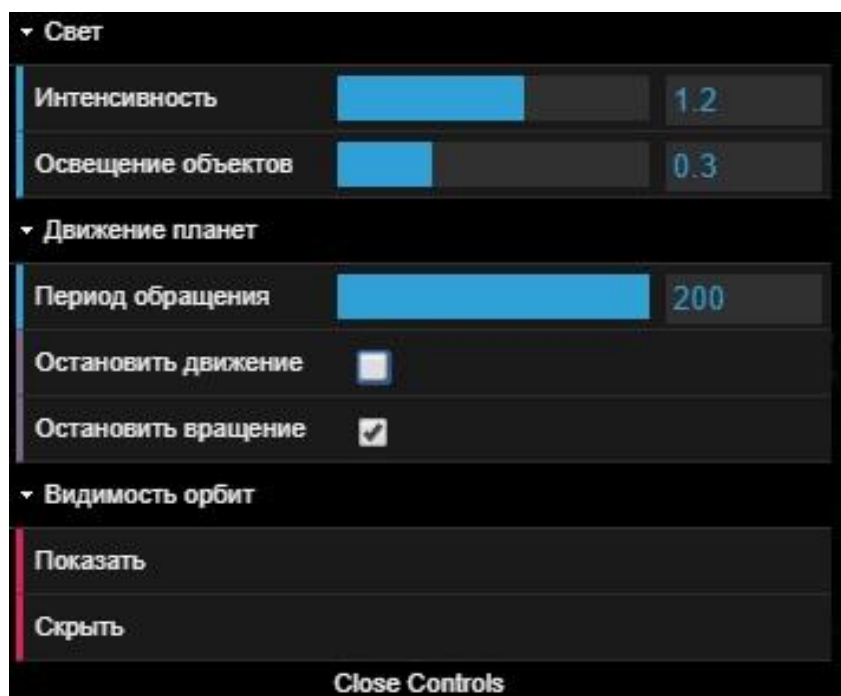 Свет
Интенсивность 1.2
Освещение объектов 0.3
Движение планет
Период обращения 200
Остановить движение
Остановить вращение
Видимость орбит
Показать
Скрыть
Close Controls